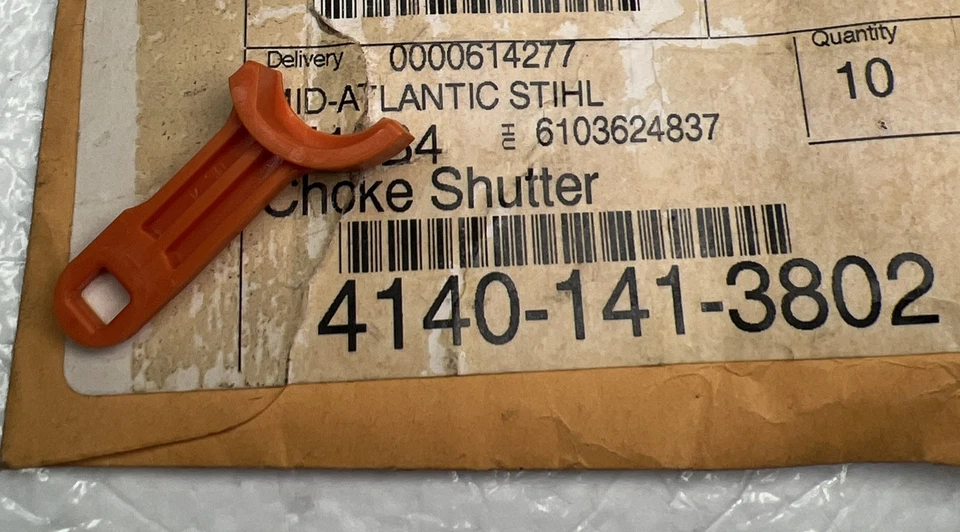 Delivery 0000614277
Quantity
10
MID-ATLANTIC STIHL
6103624837
Choke Shutter
4140-141-3802